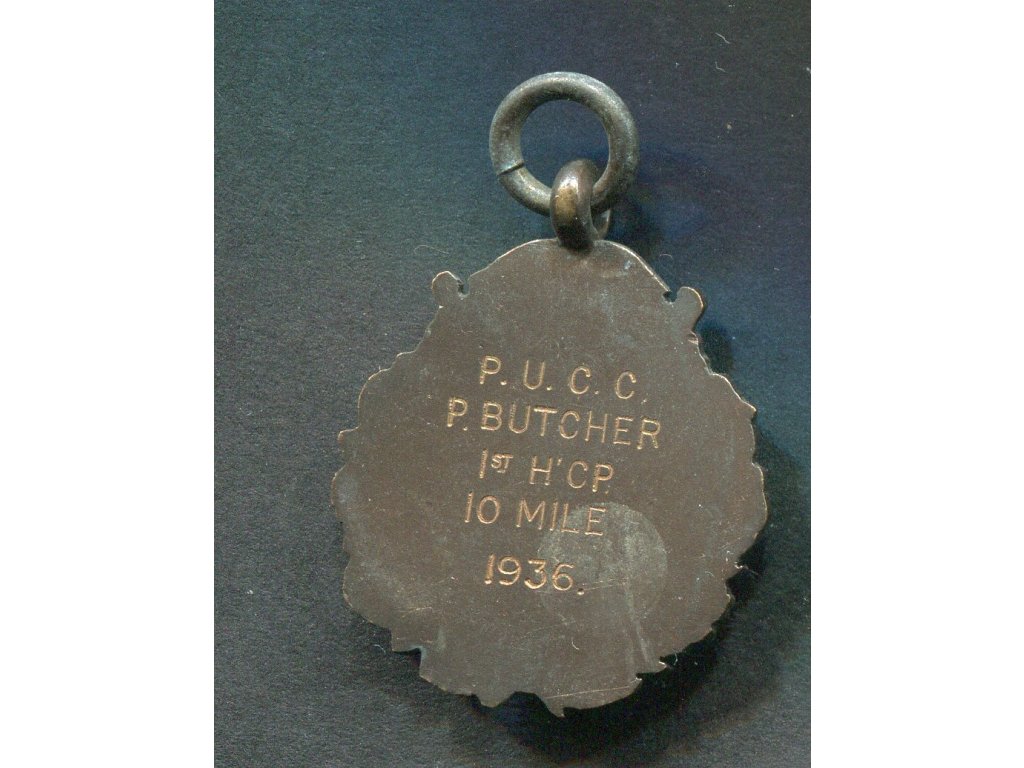 P. U. C. C.
P. BUTCHER
1ST H'CP.
10 MILE
1936.